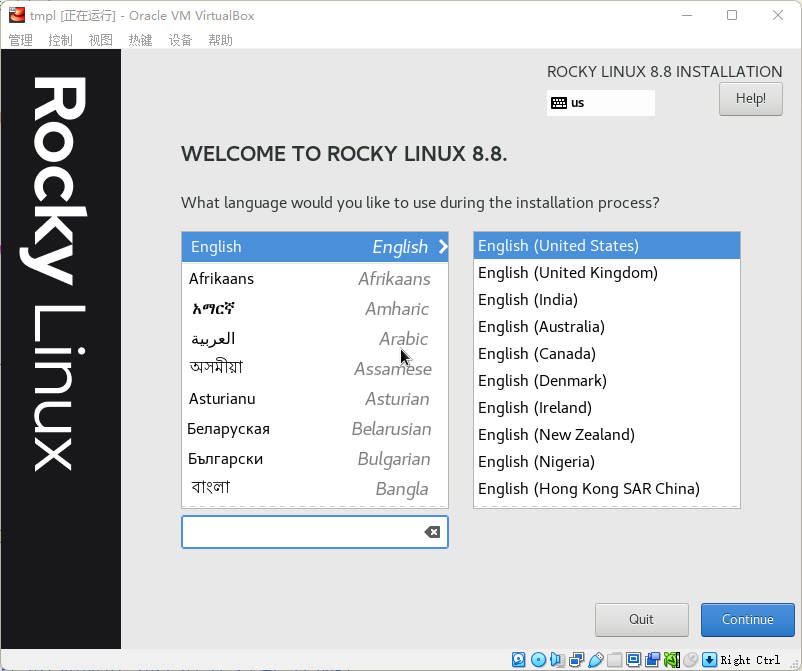 tmpl [正在运行] - Oracle VM VirtualBox
管理 控制 视图 热键 设备 帮助
Rocky Linux
ROCKY LINUX 8.8 INSTALLATION
us
Help!
WELCOME TO ROCKY LINUX 8.8.
What language would you like to use during the installation process?
English English
Afrikaans Afrikaans
አማርኛ Amharic
العربية Arabic
অসমীয়া Assamese
Asturianu Asturian
Беларуская Belarusian
Български Bulgarian
বাংলা Bangla
English (United States)
English (United Kingdom)
English (India)
English (Australia)
English (Canada)
English (Denmark)
English (Ireland)
English (New Zealand)
English (Nigeria)
English (Hong Kong SAR China)
Quit
Continue
Right Ctrl